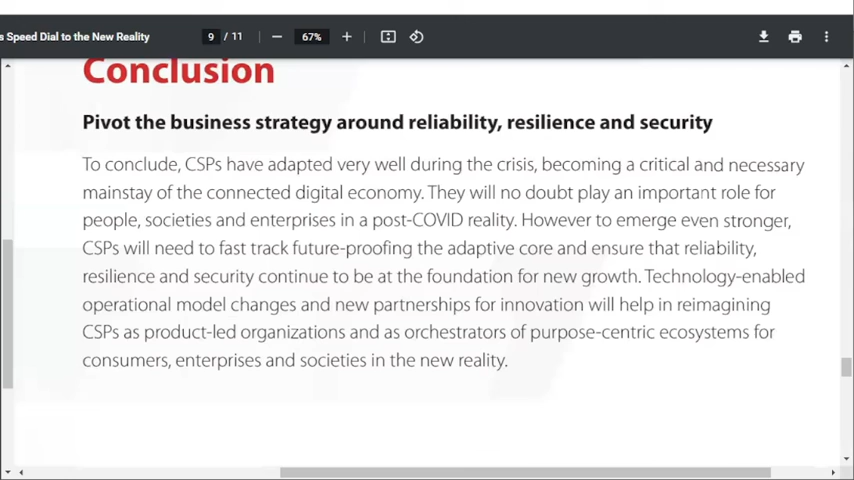 s Speed Dial to the New Reality
9 / 11
67%
Conclusion
Pivot the business strategy around reliability, resilience and security
To conclude, CSPs have adapted very well during the crisis, becoming a critical and necessary
mainstay of the connected digital economy. They will no doubt play an important role for
people, societies and enterprises in a post-COVID reality. However to emerge even stronger,
CSPs will need to fast track future-proofing the adaptive core and ensure that reliability,
resilience and security continue to be at the foundation for new growth. Technology-enabled
operational model changes and new partnerships for innovation will help in reimagining
CSPs as product-led organizations and as orchestrators of purpose-centric ecosystems for
consumers, enterprises and societies in the new reality.